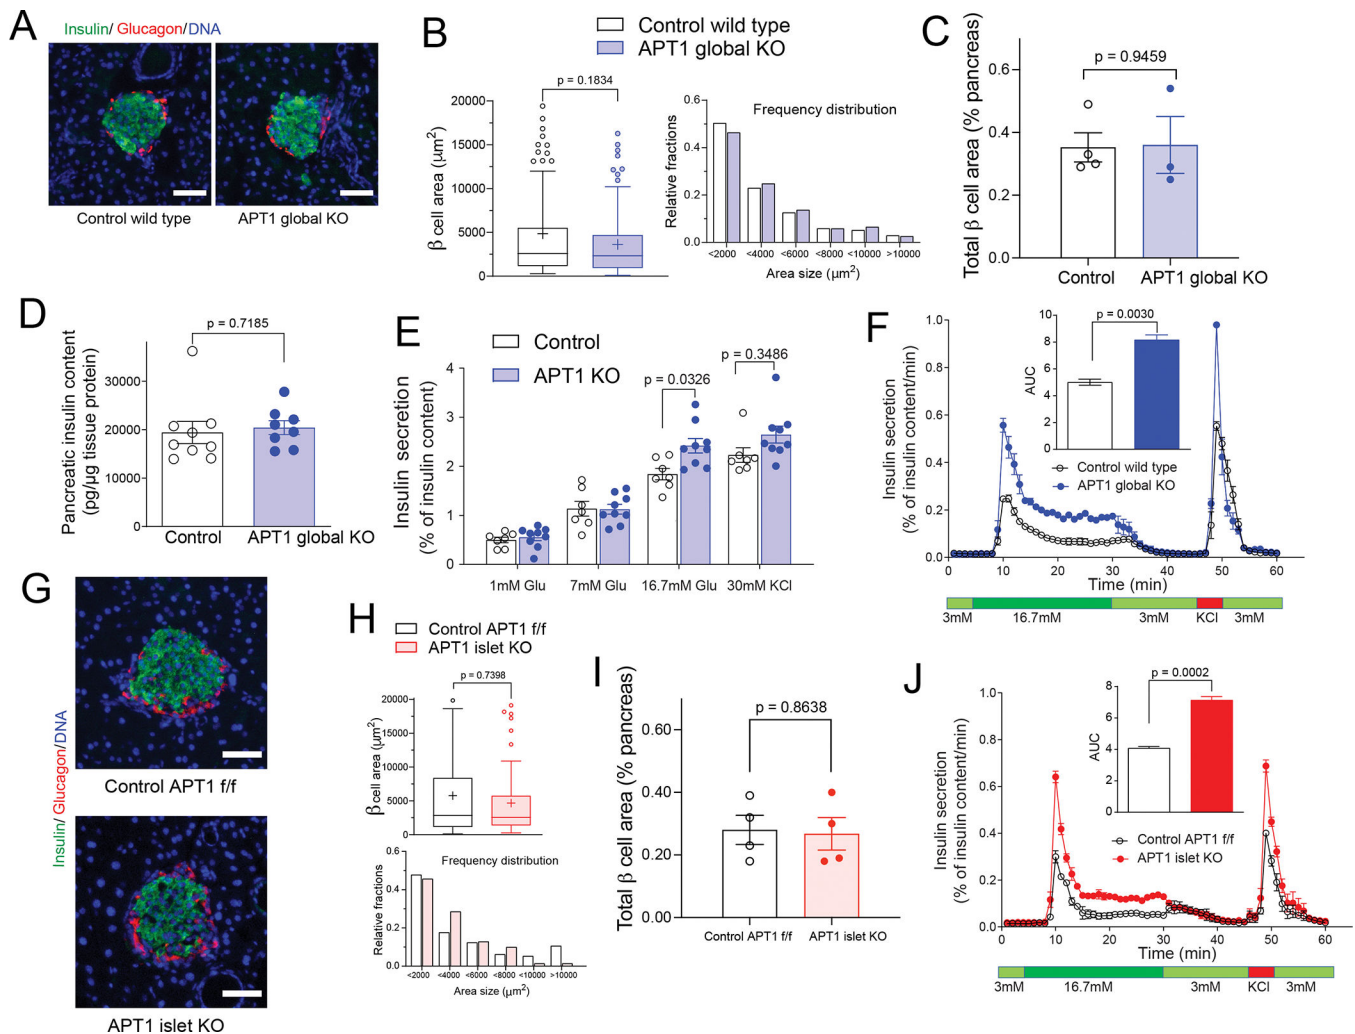 A
Insulin/ Glucagon/DNA
Control wild type
APT1 global KO
B
Control wild type
APT1 global KO
p = 0.1834
β cell area (µm²)
20000
15000
10000
5000
0
Frequency distribution
Relative fractions
0.6
0.4
0.2
0.0
<2000
<4000
<6000
<8000
<10000
>10000
Area size (µm²)
C
p = 0.9459
Total β cell area (% pancreas)
0.6
0.4
0.2
0.0
Control
APT1 global KO
D
p = 0.7185
Pancreatic insulin content
(pg/µg tissue protein)
30000
20000
10000
0
Control
APT1 global KO
E
Control
APT1 KO
p = 0.0326
p = 0.3486
Insulin secretion
(% of insulin content)
4
3
2
1
0
1mM Glu
7mM Glu
16.7mM Glu
30mM KCl
F
Insulin secretion
(% of insulin content/min)
1.0
0.8
0.6
0.4
0.2
0.0
p = 0.0030
AUC
10
8
6
4
2
0
Control wild type
APT1 global KO
0
10
20
30
40
50
60
Time (min)
3mM
16.7mM
3mM
KCl
3mM
G
Insulin/ Glucagon/DNA
Control APT1 f/f
APT1 islet KO
H
Control APT1 f/f
APT1 islet KO
p = 0.7398
β cell area (µm²)
20000
15000
10000
5000
0
Frequency distribution
Relative fractions
0.6
0.4
0.2
0.0
<2000
<4000
<6000
<8000
<10000
>10000
Area size (µm²)
I
p = 0.8638
Total β cell area (% pancreas)
0.60
0.40
0.20
0.00
Control APT1 f/f
APT1 islet KO
J
Insulin secretion
(% of insulin content/min)
1.0
0.8
0.6
0.4
0.2
0.0
p = 0.0002
AUC
8
6
4
2
0
Control APT1 f/f
APT1 islet KO
0
10
20
30
40
50
60
Time (min)
3mM
16.7mM
3mM
KCl
3mM